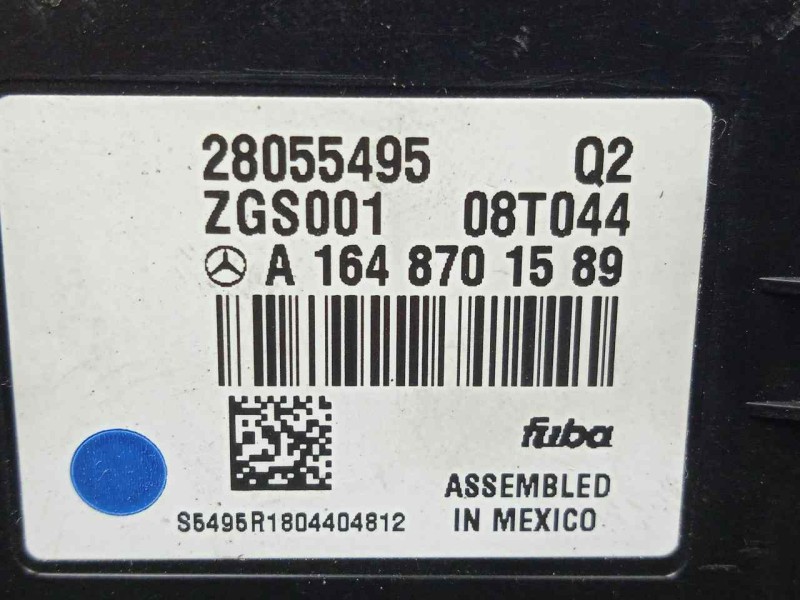 28055495 Q2
ZGS001 08T044
A 164 870 15 89
fuba
ASSEMBLED
IN MEXICO
S5495R1804404812